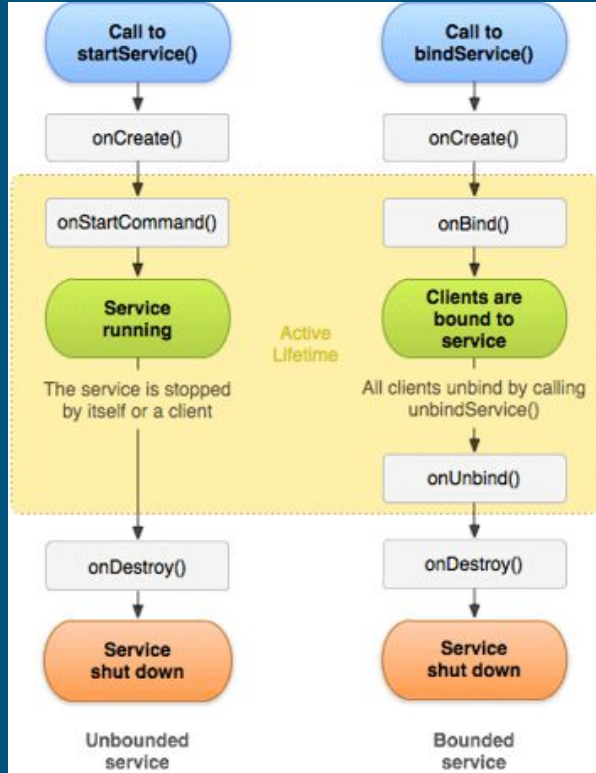 Call to
startService()
onCreate()
onStartCommand()
Service
running
The service is stopped
by itself or a client
onDestroy()
Service
shut down
Unbounded
service
Active
Lifetime
Call to
bindService()
onCreate()
onBind()
Clients are
bound to
service
All clients unbind by calling
unbindService()
onUnbind()
onDestroy()
Service
shut down
Bounded
service